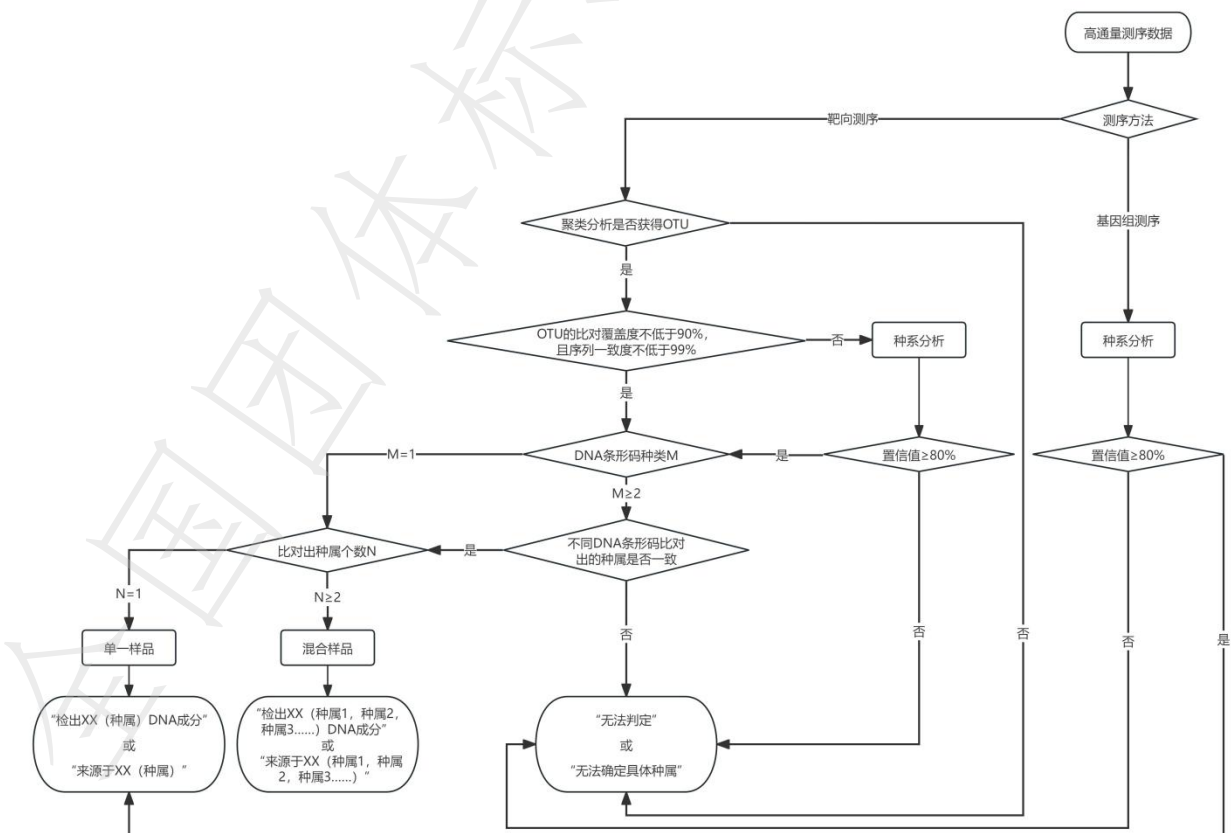 高通量测序数据
测序方法
靶向测序
基因组测序
聚类分析是否获得OTU
是
OTU的比对覆盖度不低于90%，
且序列一致度不低于99%
否
种系分析
种系分析
是
DNA条形码种类M
是
置信值≥80%
置信值≥80%
M=1
M≥2
比对出种属个数N
是
不同DNA条形码比对
出的种属是否一致
N=1
N≥2
否
否
否
否
是
单一样品
混合样品
“检出XX（种属）DNA成分”
或
“来源于XX（种属）”
“检出XX（种属1，种属2，
种属3......）DNA成分”
或
“来源于XX（种属1，种属
2，种属3......）”
“无法判定”
或
“无法确定具体种属”
全国团体标